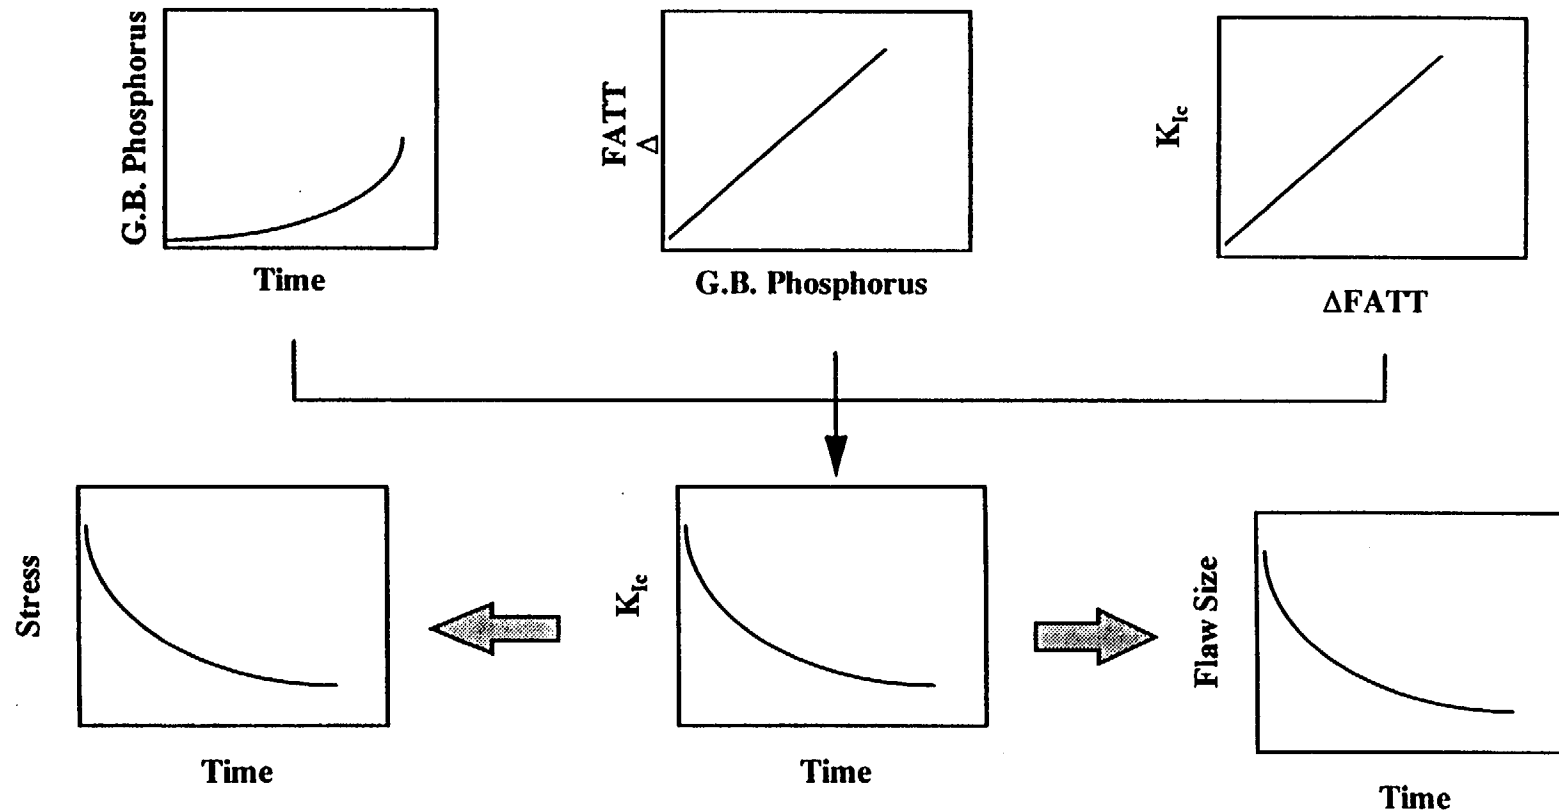 G.B. Phosphorus
Time
FATT
Δ
G.B. Phosphorus
K_Ic
ΔFATT
Stress
Time
K_Ic
Time
Flaw Size
Time